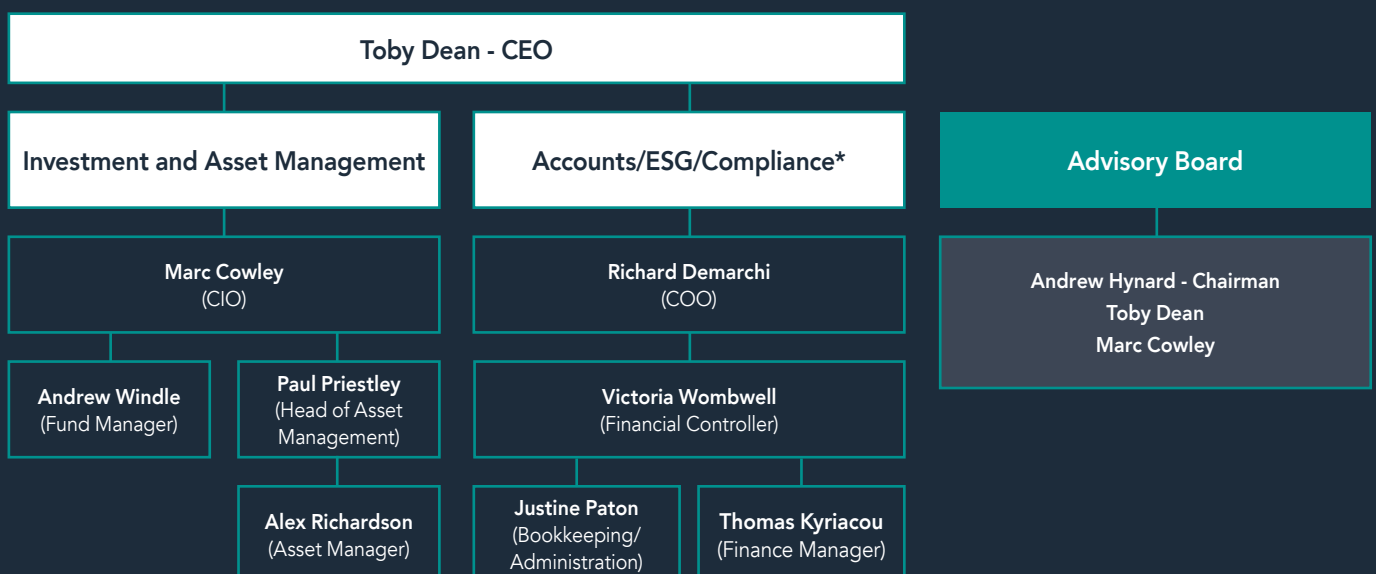 Toby Dean - CEO
Investment and Asset Management
Accounts/ESG/Compliance*
Advisory Board
Marc Cowley
(CIO)
Richard Demarchi
(COO)
Andrew Hynard - Chairman
Toby Dean
Marc Cowley
Andrew Windle
(Fund Manager)
Paul Priestley
(Head of Asset
Management)
Victoria Wombwell
(Financial Controller)
Alex Richardson
(Asset Manager)
Justine Paton
(Bookkeeping/
Administration)
Thomas Kyriacou
(Finance Manager)